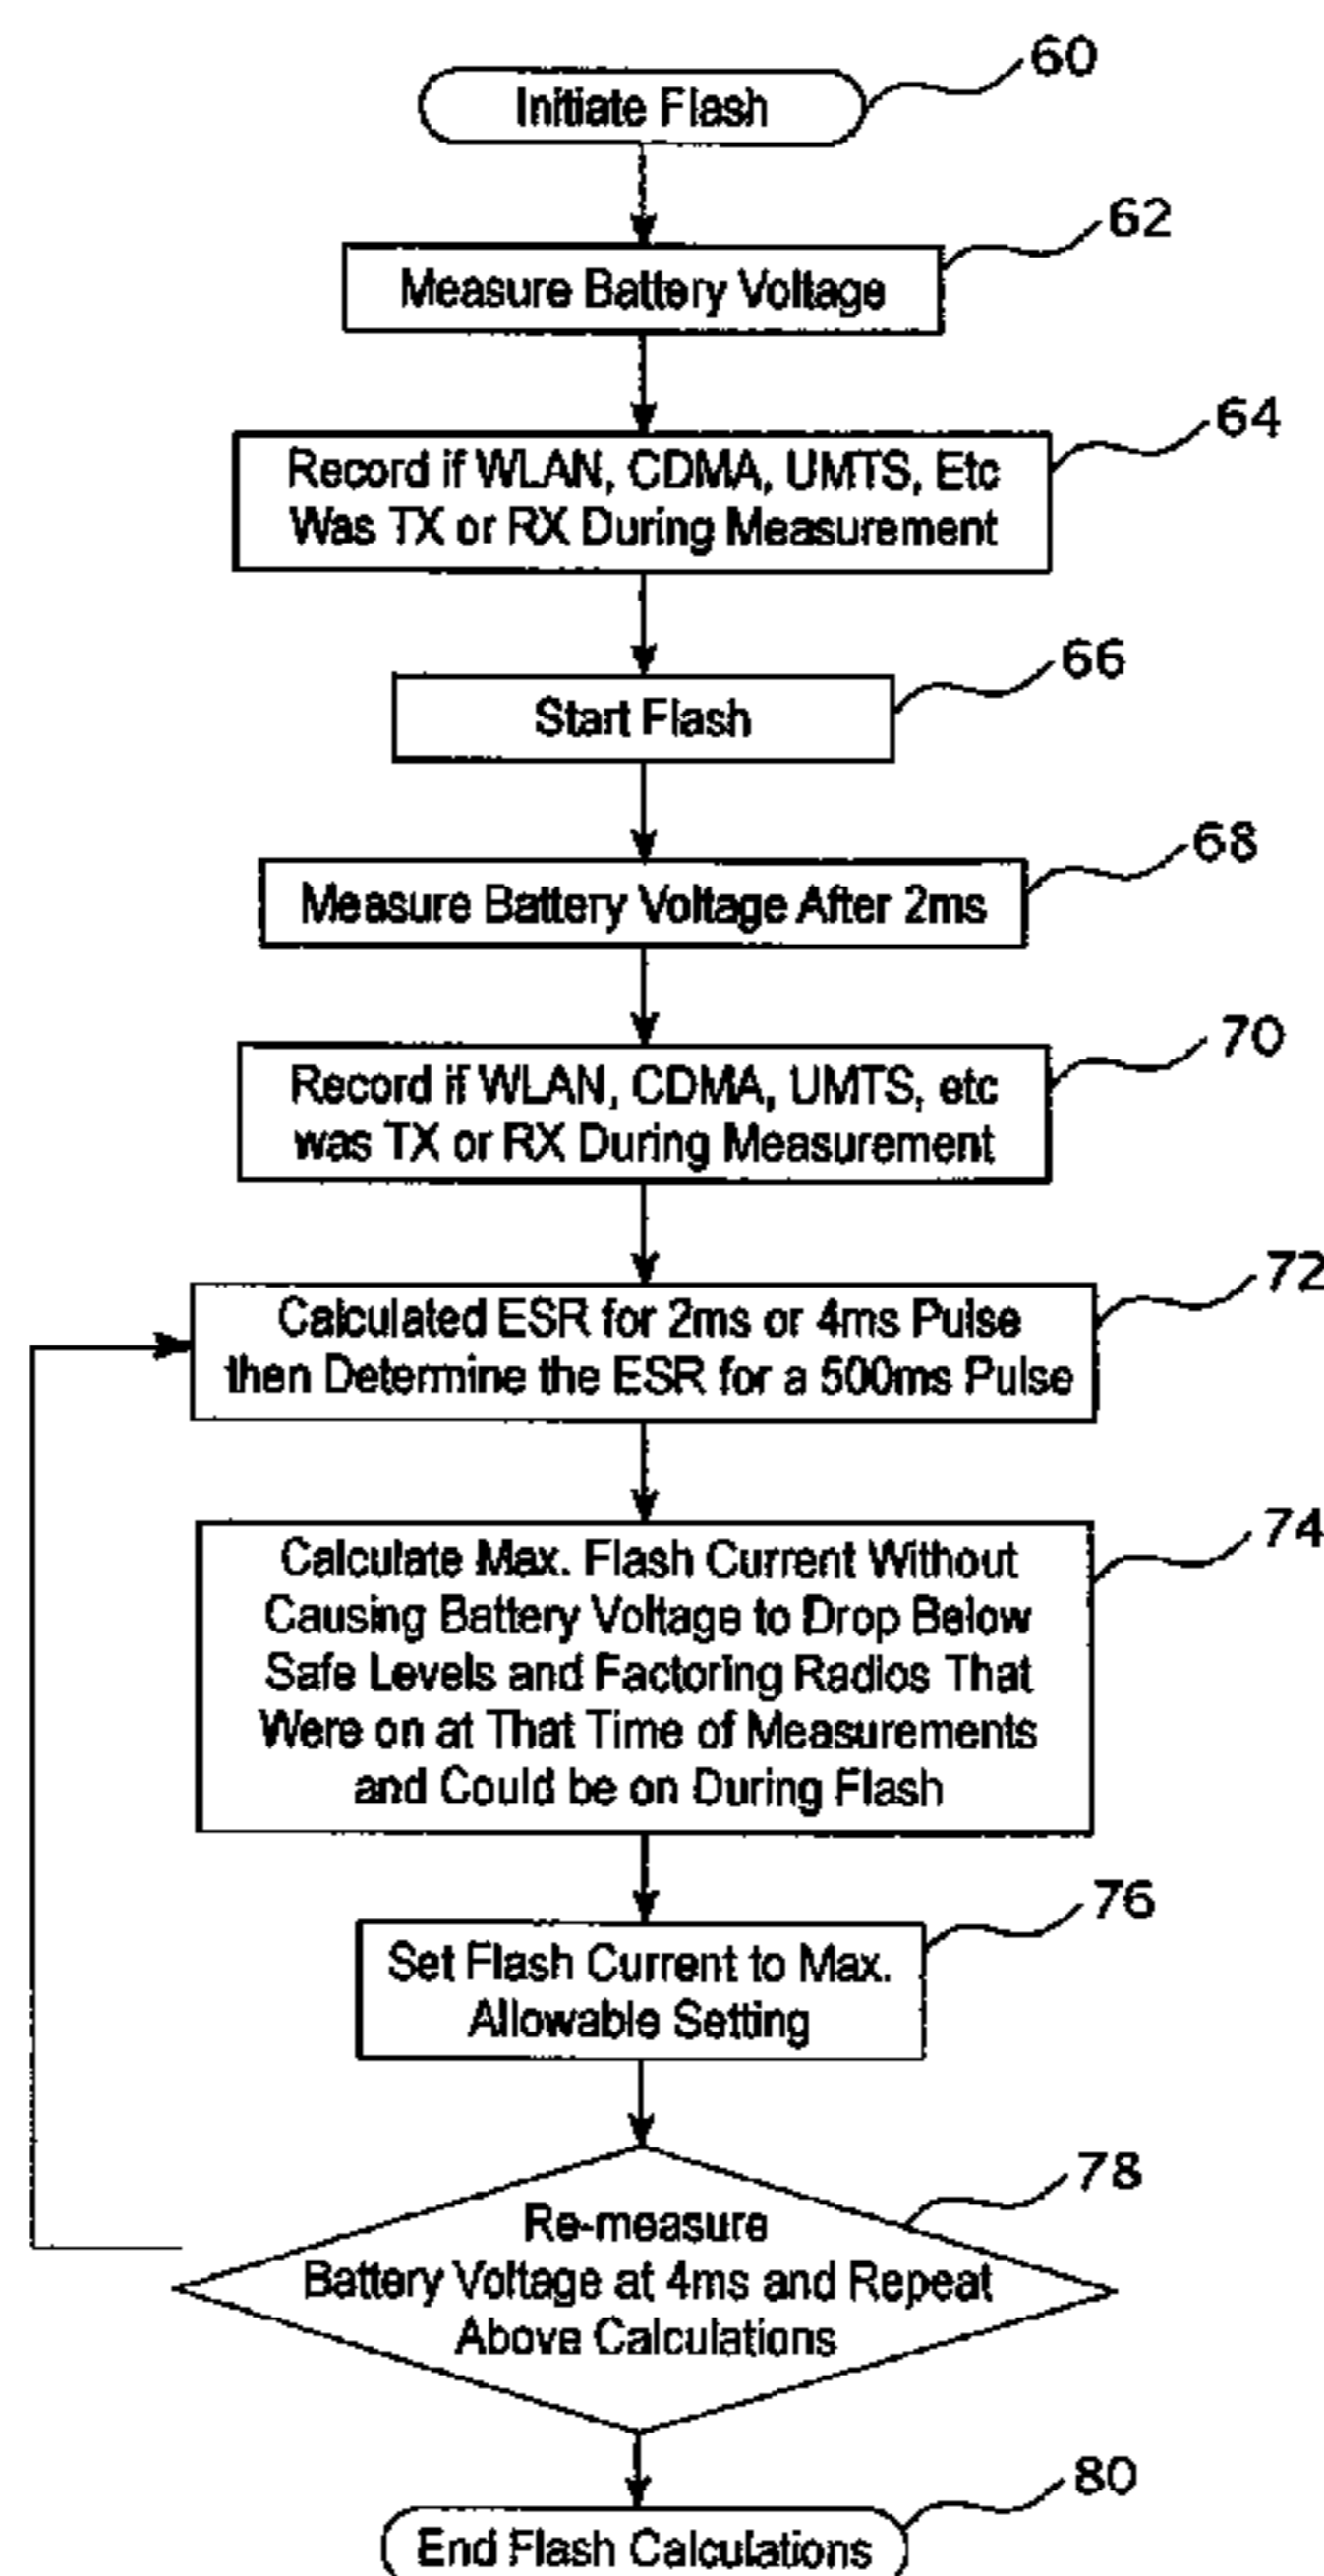 60
Initiate Flash
62
Measure Battery Voltage
64
Record if WLAN, CDMA, UMTS, Etc
Was TX or RX During Measurement
66
Start Flash
68
Measure Battery Voltage After 2ms
70
Record if WLAN, CDMA, UMTS, etc
was TX or RX During Measurement
72
Calculated ESR for 2ms or 4ms Pulse
then Determine the ESR for a 500ms Pulse
74
Calculate Max. Flash Current Without
Causing Battery Voltage to Drop Below
Safe Levels and Factoring Radios That
Were on at That Time of Measurements
and Could be on During Flash
76
Set Flash Current to Max.
Allowable Setting
78
Re-measure
Battery Voltage at 4ms and Repeat
Above Calculations
80
End Flash Calculations